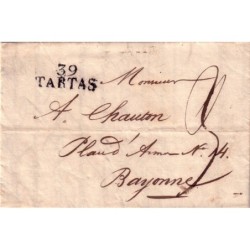 39
TARTAS
Monsieur
A. Chauton
Place d'Armes N. 14.
Bayonne